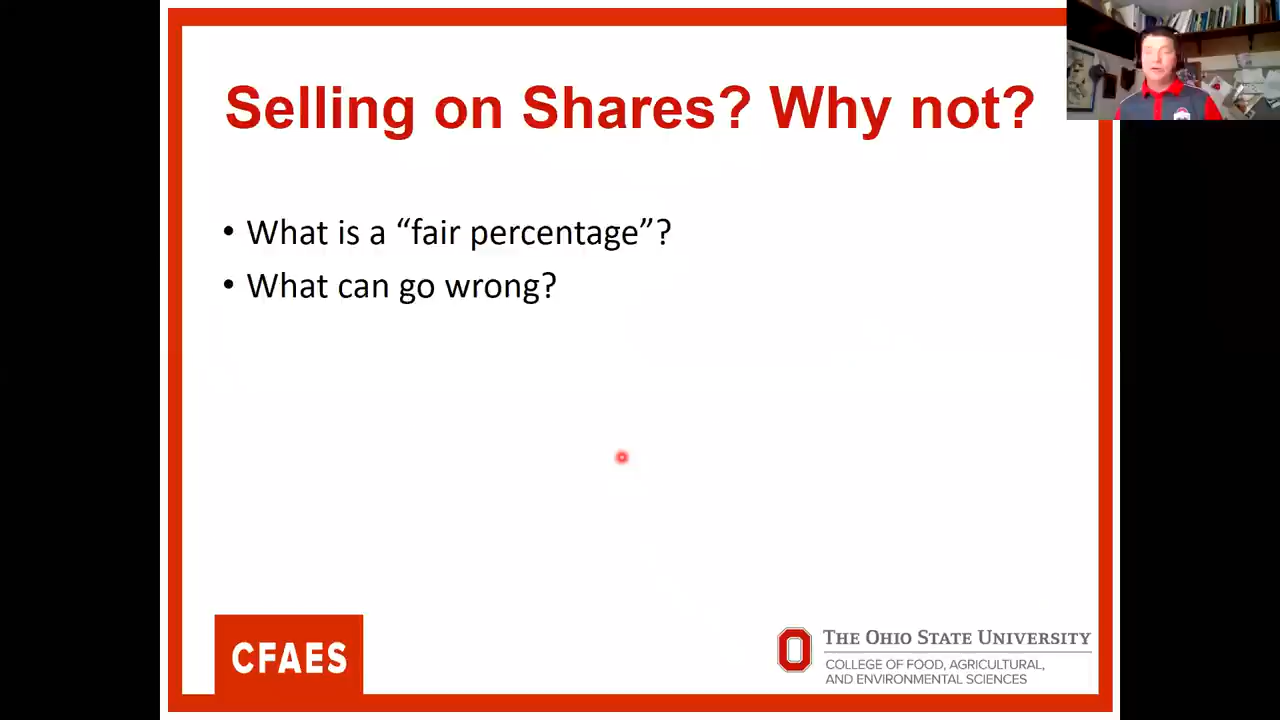 Selling on Shares? Why not?
• What is a “fair percentage”?
• What can go wrong?
CFAES
THE OHIO STATE UNIVERSITY
COLLEGE OF FOOD, AGRICULTURAL,
AND ENVIRONMENTAL SCIENCES